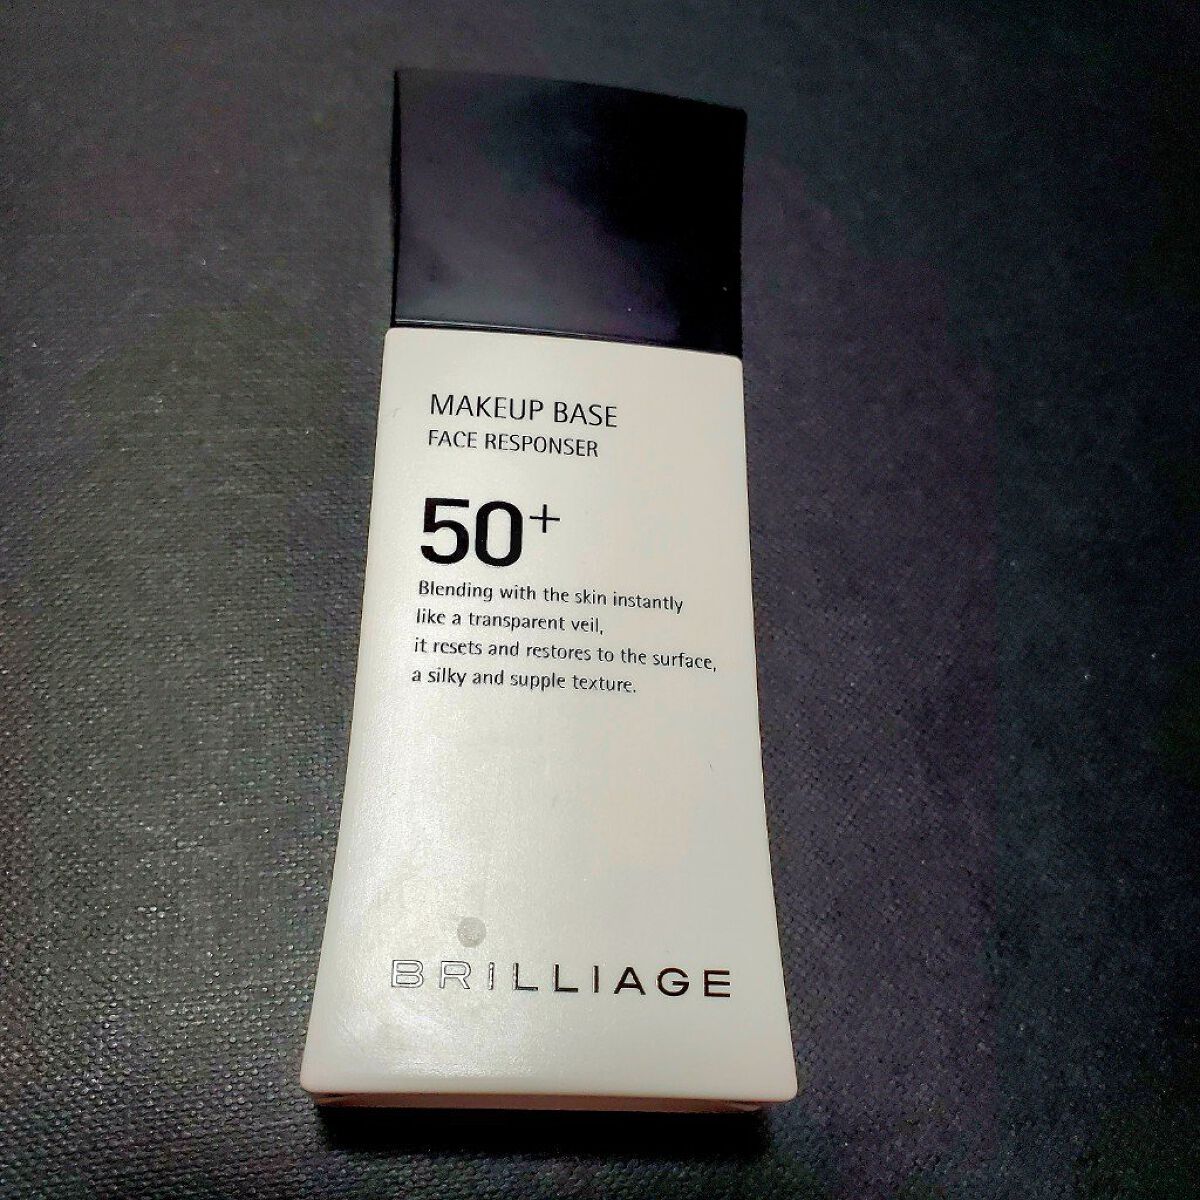 MAKEUP BASE
FACE RESPONSER
50+
Blending with the skin instantly
like a transparent veil,
it resets and restores to the surface,
a silky and supple texture.
BRILLIAGE